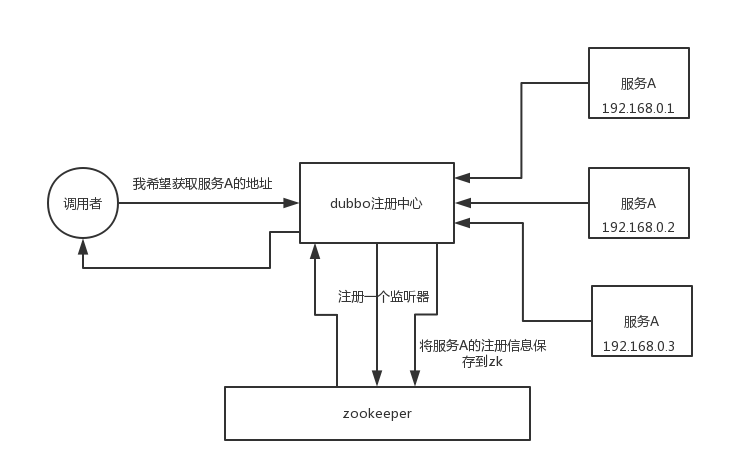 服务A
192.168.0.1
我希望获取服务A的地址
调用者
dubbo注册中心
服务A
192.168.0.2
注册一个监听器
服务A
192.168.0.3
将服务A的注册信息保
存到zk
zookeeper